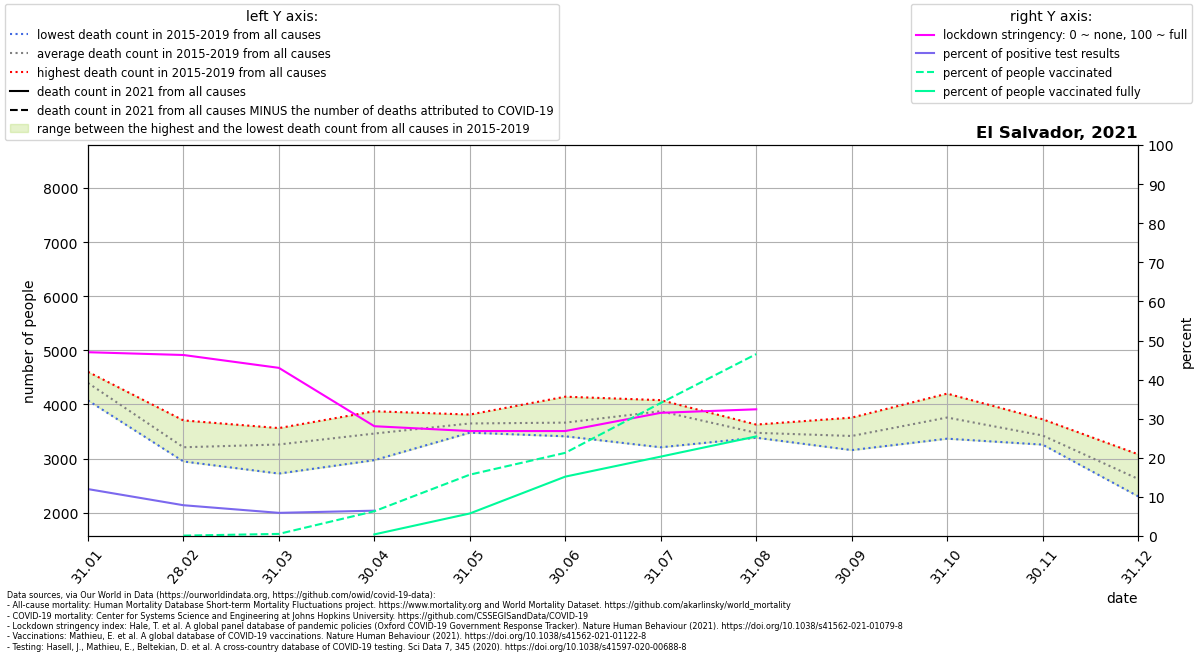 left Y axis:
lowest death count in 2015-2019 from all causes
average death count in 2015-2019 from all causes
highest death count in 2015-2019 from all causes
death count in 2021 from all causes
death count in 2021 from all causes MINUS the number of deaths attributed to COVID-19
range between the highest and the lowest death count from all causes in 2015-2019
right Y axis:
lockdown stringency: 0 ~ none, 100 ~ full
percent of positive test results
percent of people vaccinated
percent of people vaccinated fully
El Salvador, 2021
number of people
8000
7000
6000
5000
4000
3000
2000
100
90
80
70
60
50
40
30
20
10
0
percent
31.01
28.02
31.03
30.04
31.05
30.06
31.07
31.08
30.09
31.10
30.11
31.12
date
Data sources, via Our World in Data (https://ourworldindata.org, https://github.com/owid/covid-19-data):
- All-cause mortality: Human Mortality Database Short-term Mortality Fluctuations project. https://www.mortality.org and World Mortality Dataset. https://github.com/akarlinsky/world_mortality
- COVID-19 mortality: Center for Systems Science and Engineering at Johns Hopkins University. https://github.com/CSSEGISandData/COVID-19
- Lockdown stringency index: Hale, T. et al. A global panel database of pandemic policies (Oxford COVID-19 Government Response Tracker). Nature Human Behaviour (2021). https://doi.org/10.1038/s41562-021-01079-8
- Vaccinations: Mathieu, E. et al. A global database of COVID-19 vaccinations. Nature Human Behaviour (2021). https://doi.org/10.1038/s41562-021-01122-8
- Testing: Hasell, J., Mathieu, E., Beltekian, D. et al. A cross-country database of COVID-19 testing. Sci Data 7, 345 (2020). https://doi.org/10.1038/s41597-020-00688-8